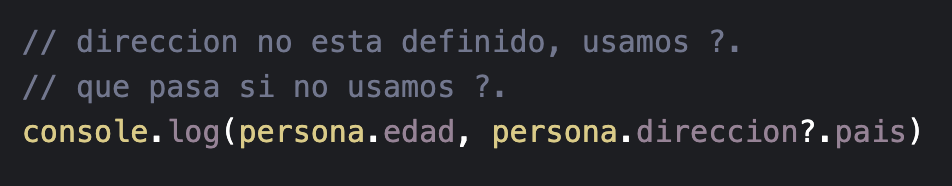 // direccion no esta definido, usamos ?.
// que pasa si no usamos ?.
console.log(persona.edad, persona.direccion?.pais)